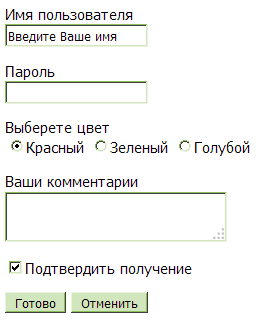 Имя пользователя
Введите Ваше имя
Пароль
Выберете цвет
Красный Зеленый Голубой
Ваши комментарии
Подтвердить получение
Готово Отменить